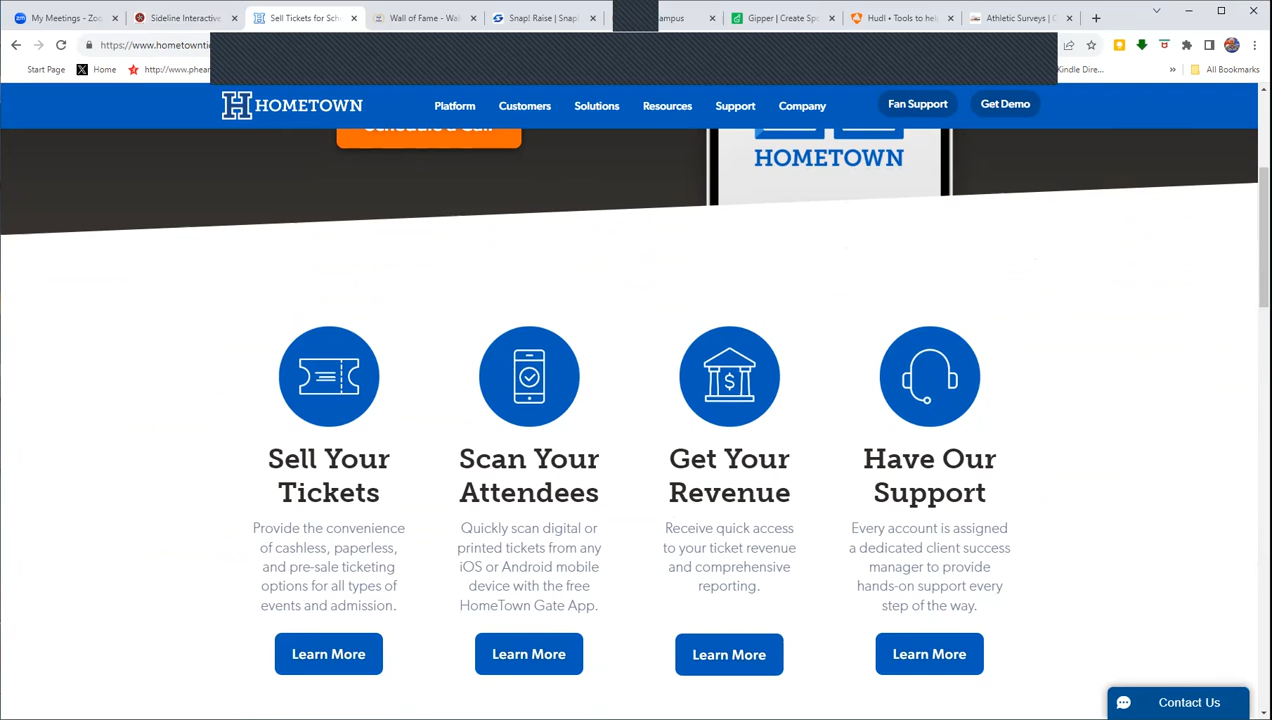 My Meetings - Zoo
Sideline Interactive
Sell Tickets for Sch
Wall of Fame - Wal
Snap! Raise | Snap!
ampus
Gipper | Create Spo
Hudl • Tools to help
Athletic Surveys | C
https://www.hometownti
Start Page
Home
http://www.phear
Kindle Dire...
»
All Bookmarks
HOMETOWN
Platform
Customers
Solutions
Resources
Support
Company
Fan Support
Get Demo
Schedule a Call
HOMETOWN
Sell Your
Tickets
Provide the convenience
of cashless, paperless,
and pre-sale ticketing
options for all types of
events and admission.
Learn More
Scan Your
Attendees
Quickly scan digital or
printed tickets from any
iOS or Android mobile
device with the free
HomeTown Gate App.
Learn More
Get Your
Revenue
Receive quick access
to your ticket revenue
and comprehensive
reporting.
Learn More
Have Our
Support
Every account is assigned
a dedicated client success
manager to provide
hands-on support every
step of the way.
Learn More
Contact Us